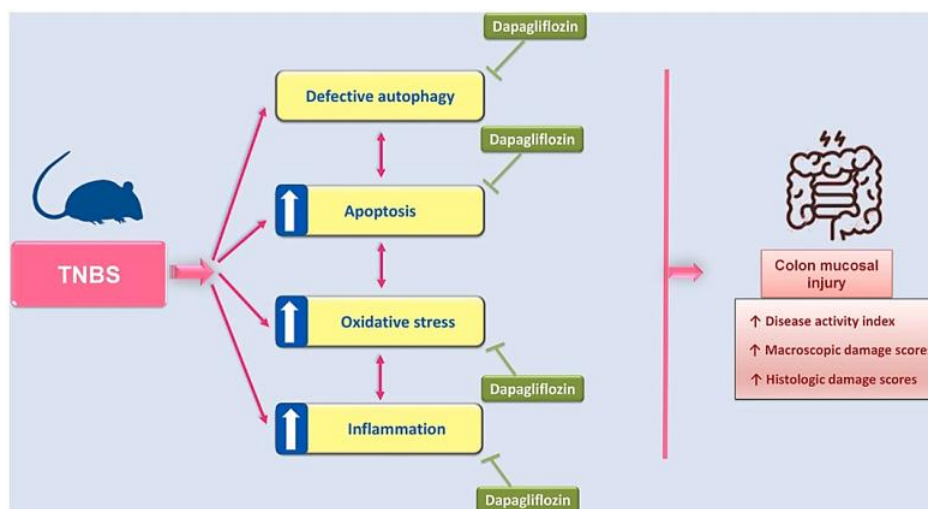 Dapagliflozin
Defective autophagy
Dapagliflozin
Apoptosis
TNBS
Colon mucosal
injury
Oxidative stress
↑ Disease activity index
↑ Macroscopic damage score
↑ Histologic damage scores
Dapagliflozin
Inflammation
Dapagliflozin